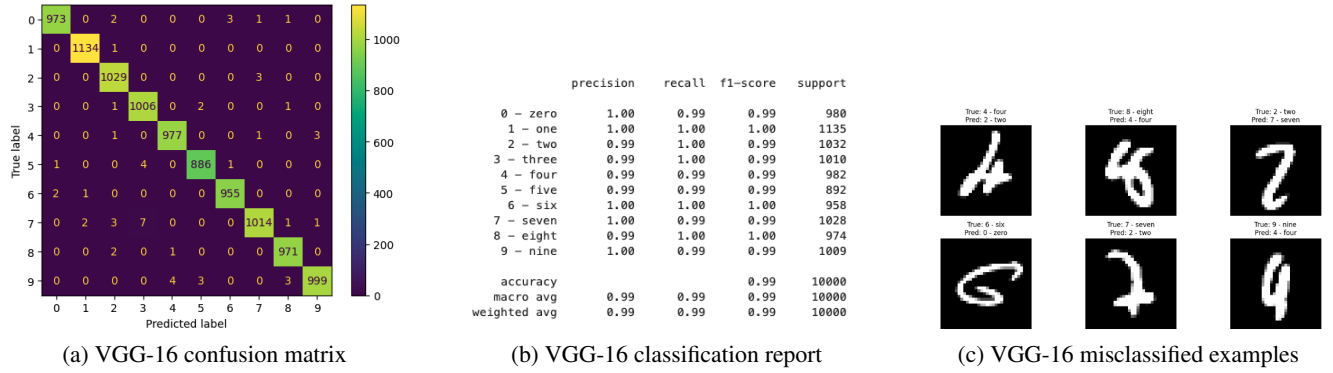 True label
0 973 0 2 0 0 0 3 1 1 0
1 0 1134 1 0 0 0 0 0 0 0
2 0 0 1029 0 0 0 0 3 0 0
3 0 0 1 1006 0 2 0 0 1 0
4 0 0 1 0 977 0 0 1 0 3
5 1 0 0 4 0 886 1 0 0 0
6 2 1 0 0 0 0 955 0 0 0
7 0 2 3 7 0 0 0 1014 1 1
8 0 0 2 0 1 0 0 0 971 0
9 0 0 0 0 4 3 0 0 3 999
0 1 2 3 4 5 6 7 8 9
Predicted label
1000
800
600
400
200
0
(a) VGG-16 confusion matrix
precision recall f1-score support
0 - zero 1.00 0.99 0.99 980
1 - one 1.00 1.00 1.00 1135
2 - two 0.99 1.00 0.99 1032
3 - three 0.99 1.00 0.99 1010
4 - four 0.99 0.99 0.99 982
5 - five 0.99 0.99 0.99 892
6 - six 1.00 1.00 1.00 958
7 - seven 1.00 0.99 0.99 1028
8 - eight 0.99 1.00 1.00 974
9 - nine 1.00 0.99 0.99 1009
accuracy 0.99 10000
macro avg 0.99 0.99 0.99 10000
weighted avg 0.99 0.99 0.99 10000
(b) VGG-16 classification report
True: 4 - four
Pred: 2 - two
True: 8 - eight
Pred: 4 - four
True: 2 - two
Pred: 7 - seven
True: 6 - six
Pred: 0 - zero
True: 7 - seven
Pred: 2 - two
True: 9 - nine
Pred: 4 - four
(c) VGG-16 misclassified examples